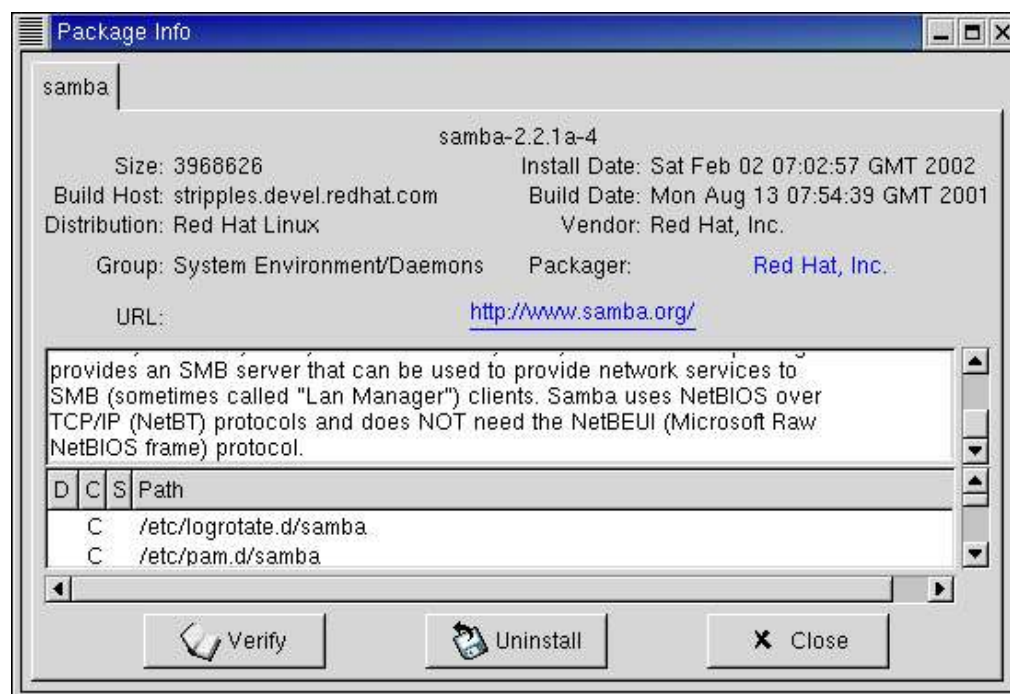 Package Info
samba
samba-2.2.1a-4
Size: 3968626 Install Date: Sat Feb 02 07:02:57 GMT 2002
Build Host: stripples.devel.redhat.com Build Date: Mon Aug 13 07:54:39 GMT 2001
Distribution: Red Hat Linux Vendor: Red Hat, Inc.
Group: System Environment/Daemons Packager: Red Hat, Inc.
URL: http://www.samba.org/
provides an SMB server that can be used to provide network services to
SMB (sometimes called "Lan Manager") clients. Samba uses NetBIOS over
TCP/IP (NetBT) protocols and does NOT need the NetBEUI (Microsoft Raw
NetBIOS frame) protocol.
D C S Path
C /etc/logrotate.d/samba
C /etc/pam.d/samba
Verify Uninstall Close